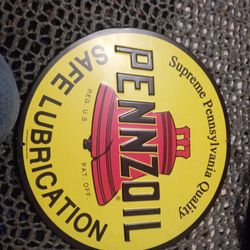 Supreme Pennsylvania Quality
PENNZOIL
REG. U.S. PAT. OFF.
SAFE LUBRICATION